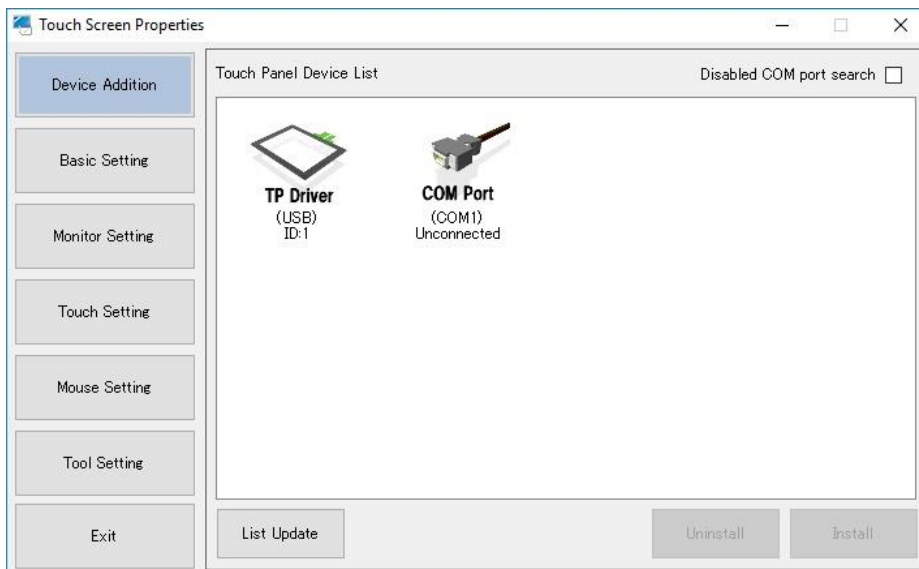 Touch Screen Properties
Device Addition
Basic Setting
Monitor Setting
Touch Setting
Mouse Setting
Tool Setting
Exit
Touch Panel Device List
Disabled COM port search
TP Driver
(USB)
ID:1
COM Port
(COM1)
Unconnected
List Update
Uninstall
Install